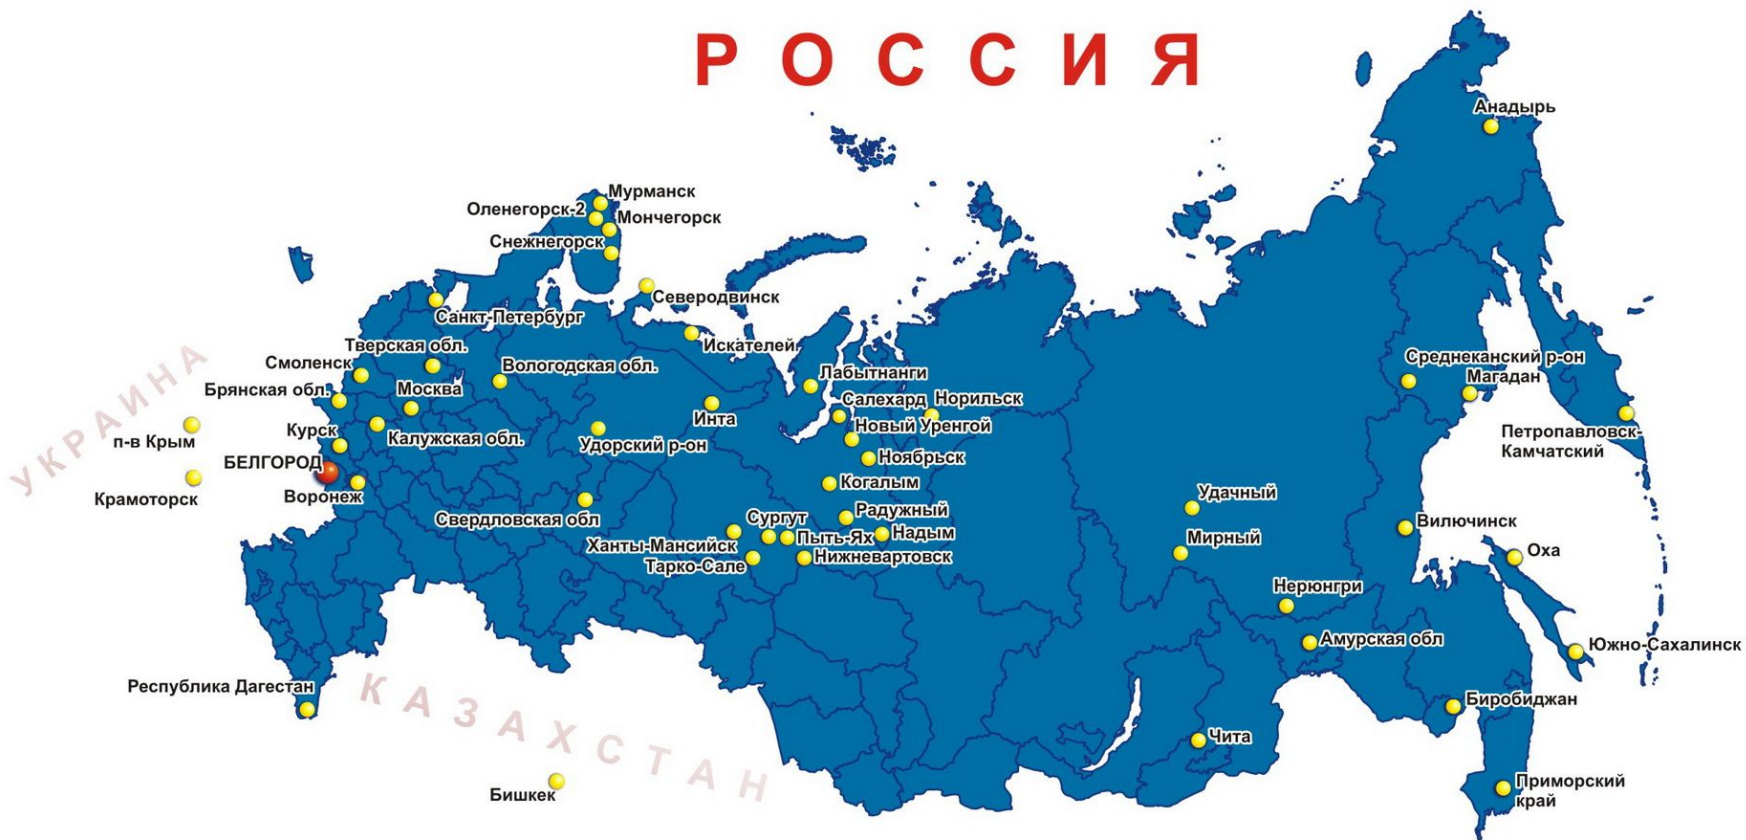 РОССИЯ
Анадырь
Мурманск
Оленегорск-2
Мончегорск
Снежнегорск
Северодвинск
Санкт-Петербург
Искателей
Тверская обл.
Смоленск
Вологодская обл.
Среднеканский р-он
Брянская обл.
Москва
Лабытнанги
Магадан
УКРАИНА
Инта
Салехард
Норильск
п-в Крым
Курск
Калужская обл.
Удорский р-он
Новый Уренгой
Петропавловск-
Камчатский
БЕЛГОРОД
Ноябрьск
Крамоторск
Воронеж
Когалым
Удачный
Свердловская обл
Сургут
Радужный
Вилючинск
Ханты-Мансийск
Пыть-Ях
Надым
Мирный
Тарко-Сале
Нижневартовск
Оха
Нерюнгри
Амурская обл
Южно-Сахалинск
Республика Дагестан
КАЗАХСТАН
Биробиджан
Чита
Бишкек
Приморский
край